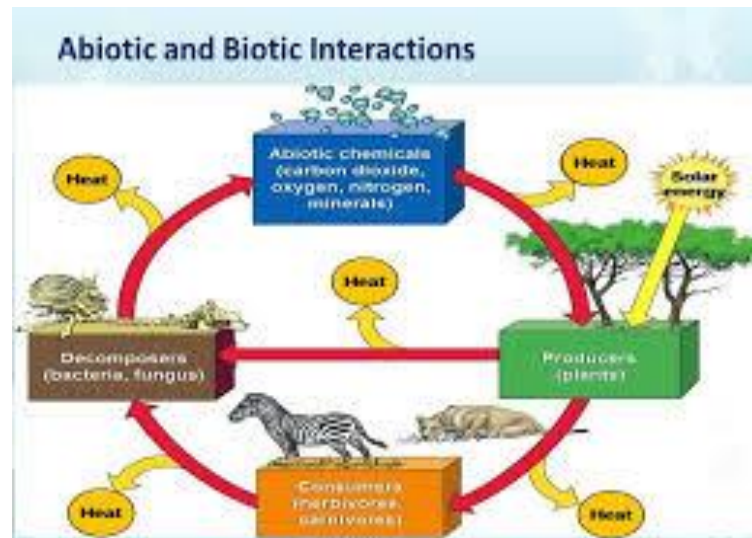 Abiotic and Biotic Interactions
Abiotic chemicals
(carbon dioxide,
oxygen, nitrogen,
minerals)
Heat
Heat
Solar
energy
Heat
Decomposers
(bacteria, fungus)
Producers
(plants)
Consumers
(herbivores,
carnivores)
Heat
Heat